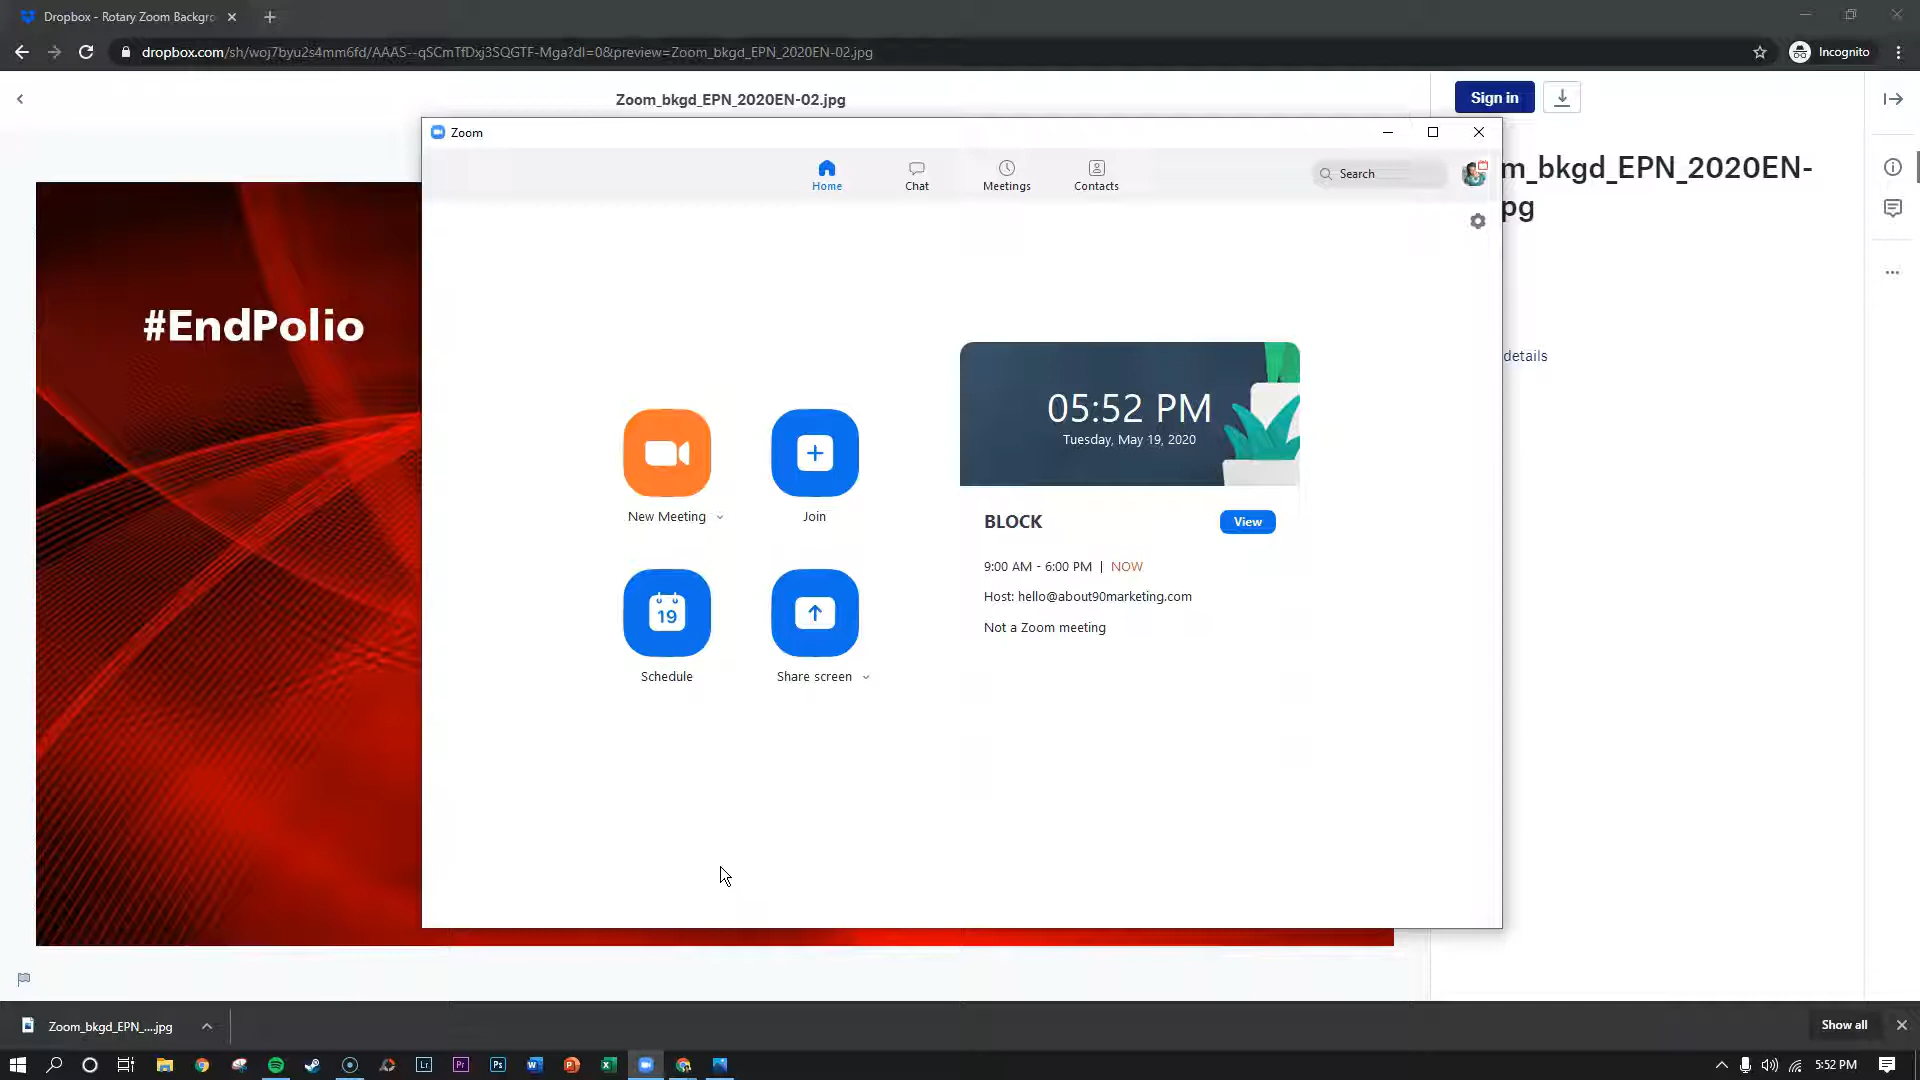 Dropbox - Rotary Zoom Backgro
dropbox.com/sh/woj7byu2s4mm6fd/AAAS--qSCmTfDxj3SQGTF-Mga?dl=0&preview=Zoom_bkgd_EPN_2020EN-02.jpg
Incognito
Zoom_bkgd_EPN_2020EN-02.jpg
Sign in
m_bkgd_EPN_2020EN-
pg
details
#EndPolio
Zoom
Home
Chat
Meetings
Contacts
Search
05:52 PM
Tuesday, May 19, 2020
New Meeting
Join
BLOCK
View
9:00 AM - 6:00 PM | NOW
Host: hello@about90marketing.com
Not a Zoom meeting
19
Schedule
Share screen
Zoom_bkgd_EPN_....jpg
Show all
Lr
Pr
Ps
5:52 PM